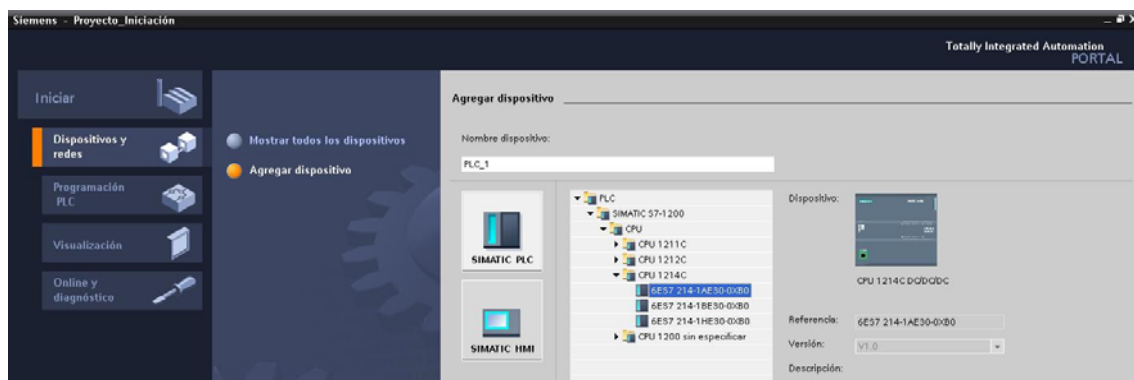 Siemens - Proyecto_Iniciación
Totally Integrated Automation
PORTAL
Iniciar
Dispositivos y
redes
Programación
PLC
Visualización
Online y
diagnóstico
Mostrar todos los dispositivos
Agregar dispositivo
Agregar dispositivo
Nombre dispositivo:
PLC_1
SIMATIC PLC
SIMATIC HMI
PLC
SIMATIC S7-1200
CPU
CPU 1211C
CPU 1212C
CPU 1214C
6ES7 214-1AE30-0XB0
6ES7 214-1BE30-0XB0
6ES7 214-1HE30-0XB0
CPU 1200 sin especificar
Dispositivo:
CPU 1214C DC/DC/DC
Referencia: 6ES7 214-1AE30-0XB0
Versión: V1.0
Descripción: